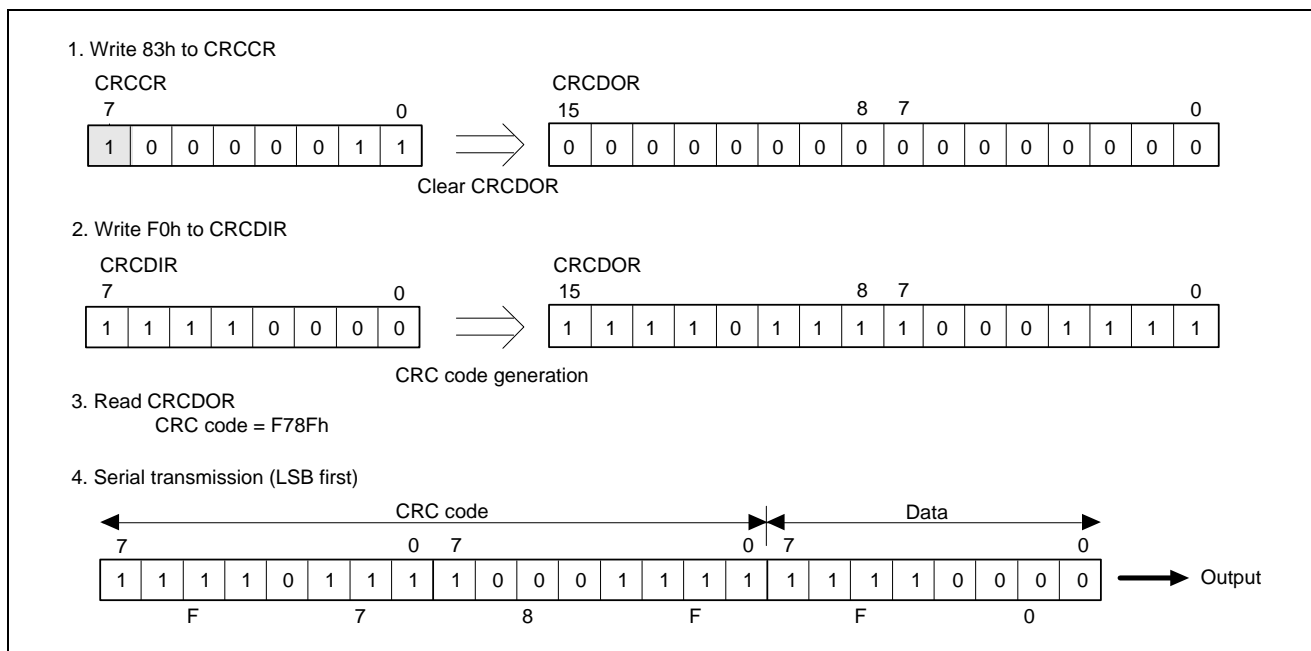 1. Write 83h to CRCCR
CRCCR
CRCDOR
7 0
15 8 7 0
1 0 0 0 0 0 1 1
0 0 0 0 0 0 0 0 0 0 0 0 0 0 0 0
Clear CRCDOR
2. Write F0h to CRCDIR
CRCDIR
CRCDOR
7 0
15 8 7 0
1 1 1 1 0 0 0 0
1 1 1 1 0 1 1 1 1 0 0 0 1 1 1 1
CRC code generation
3. Read CRCDOR
CRC code = F78Fh
4. Serial transmission (LSB first)
CRC code Data
7 0 7 0 7 0
1 1 1 1 0 1 1 1 1 0 0 0 1 1 1 1 1 1 1 1 0 0 0 0 Output
F 7 8 F F 0